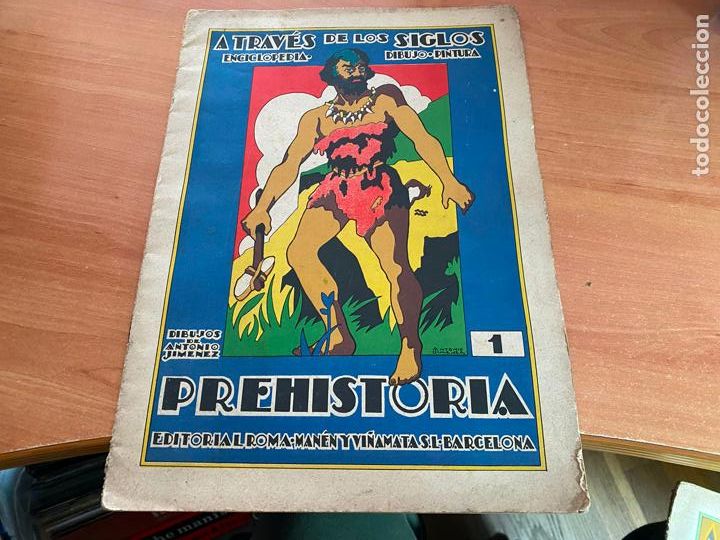 A TRAVÉS DE LOS SIGLOS
ENCICLOPEDIA · DIBUJO · PINTURA
DIBUJOS
DE
ANTONIO
JIMENEZ
1
PREHISTORIA
EDITORIAL ROMA·MANÉN Y VIÑAMATA S.L·BARCELONA
todocoleccion